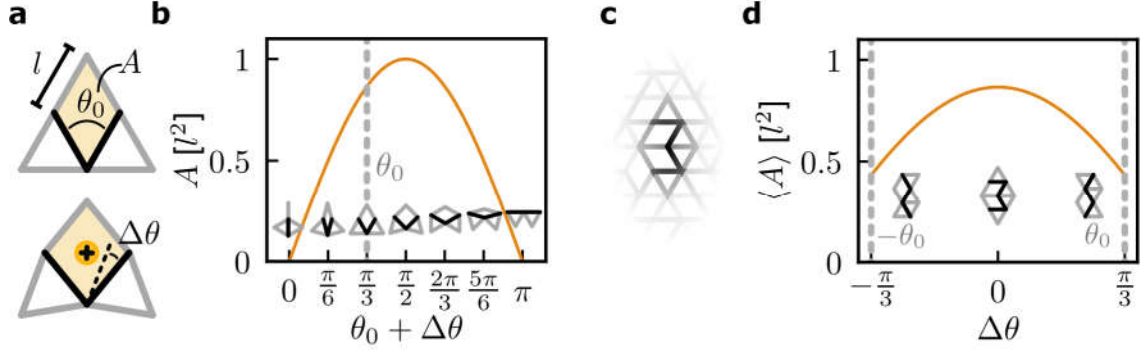 a
l
A
θ₀
Δθ
+
b
A [l²]
1
0.5
0
θ₀
0 π/6 π/3 π/2 2π/3 5π/6 π
θ₀ + Δθ
c
d
⟨A⟩ [l²]
1
0.5
0
−θ₀ θ₀
−π/3 0 π/3
Δθ